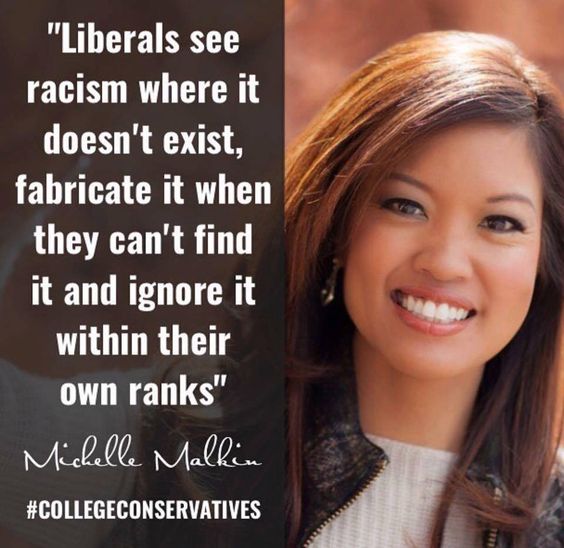 "Liberals see
racism where it
doesn't exist,
fabricate it when
they can't find
it and ignore it
within their
own ranks"
Michelle Malkin
#COLLEGECONSERVATIVES